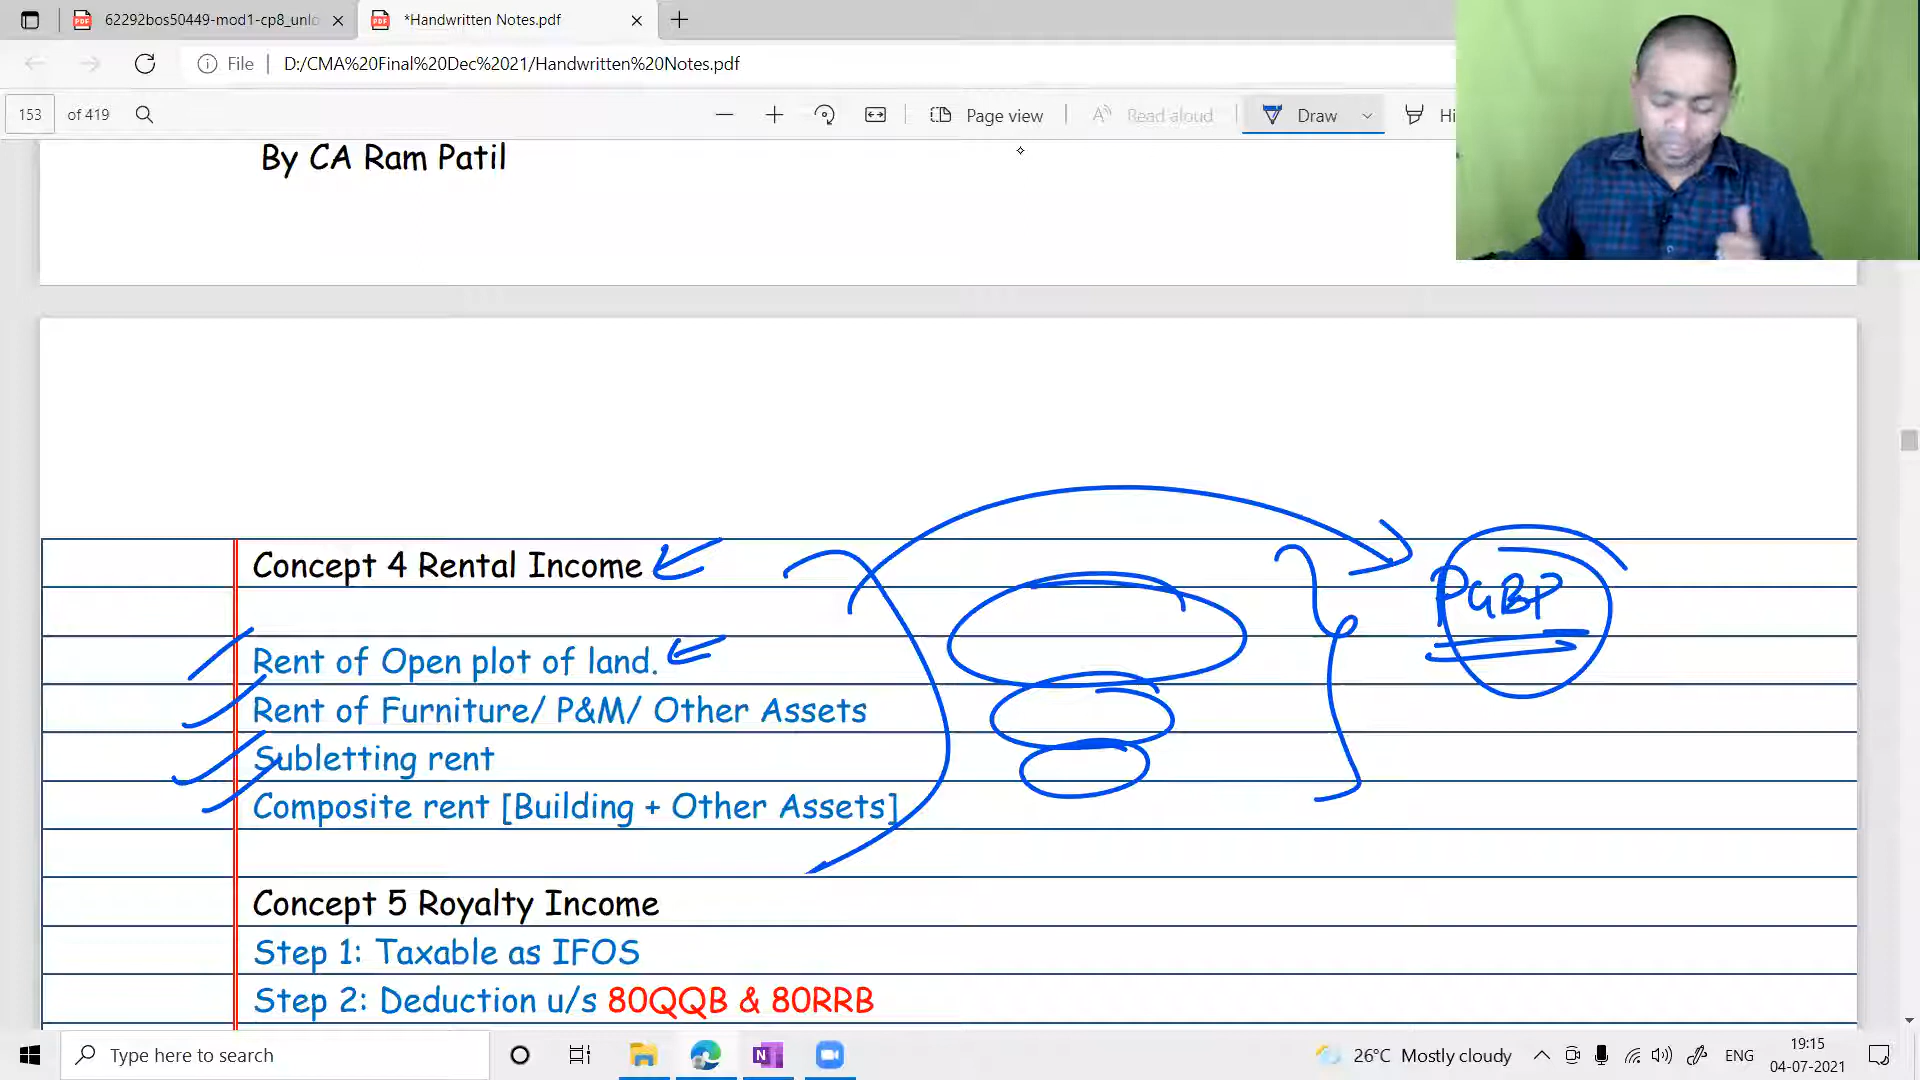 62292bos50449-mod1-cp8_unlo
*Handwritten Notes.pdf
File
D:/CMA%20Final%20Dec%2021/Handwritten%20Notes.pdf
153 of 419
Page view
Read aloud
Draw
Hi
By CA Ram Patil
Concept 4 Rental Income
PGBP
Rent of Open plot of land.
Rent of Furniture/ P&M/ Other Assets
Subletting rent
Composite rent [Building + Other Assets]
Concept 5 Royalty Income
Step 1: Taxable as IFOS
Step 2: Deduction u/s 80QQB & 80RRB
Type here to search
26°C Mostly cloudy
ENG
19:15
04-07-2021